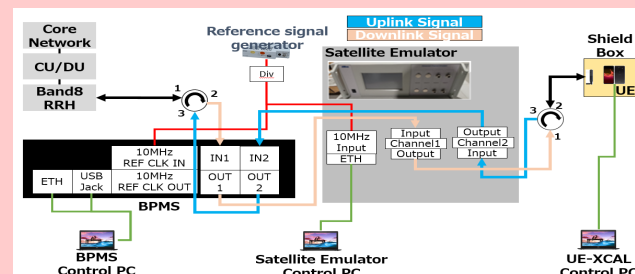 Core
Network
CU/DU
Band8
RRH
Reference signal
generator
Div
Uplink Signal
Downlink Signal
Satellite Emulator
Shield
Box
UE
1
2
3
3
2
1
10MHz
REF CLK IN
IN1
IN2
ETH
USB
Jack
10MHz
REF CLK OUT
OUT
1
OUT
2
BPMS
10MHz
Input
ETH
Input
Channel1
Output
Output
Channel2
Input
BPMS
Control PC
Satellite Emulator
Control PC
UE-XCAL
Control PC